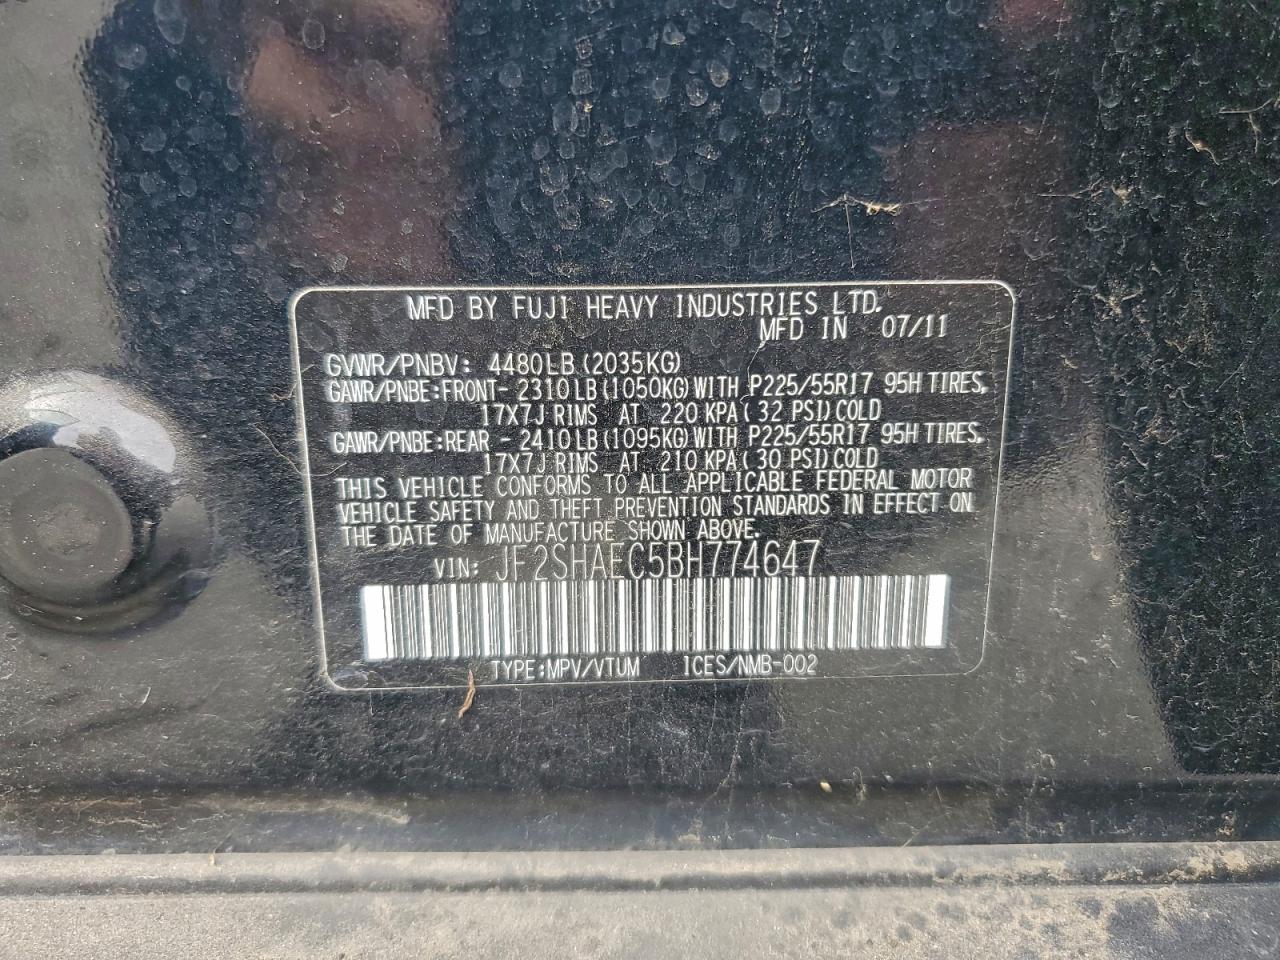 MFD BY FUJI HEAVY INDUSTRIES LTD.
MFD IN 07/11
GVWR/PNBV: 4480LB (2035KG)
GAWR/PNBE:FRONT- 2310LB(1050KG)WITH P225/55R17 95H TIRES,
17X7J RIMS AT 220 KPA( 32 PSI)COLD
GAWR/PNBE:REAR - 2410LB(1095KG)WITH P225/55R17 95H TIRES,
17X7J RIMS AT 210 KPA( 30 PSI)COLD
THIS VEHICLE CONFORMS TO ALL APPLICABLE FEDERAL MOTOR
VEHICLE SAFETY AND THEFT PREVENTION STANDARDS IN EFFECT ON
THE DATE OF MANUFACTURE SHOWN ABOVE.
VIN: JF2SHAEC5BH774647
TYPE:MPV/VTUM ICES/NMB-002